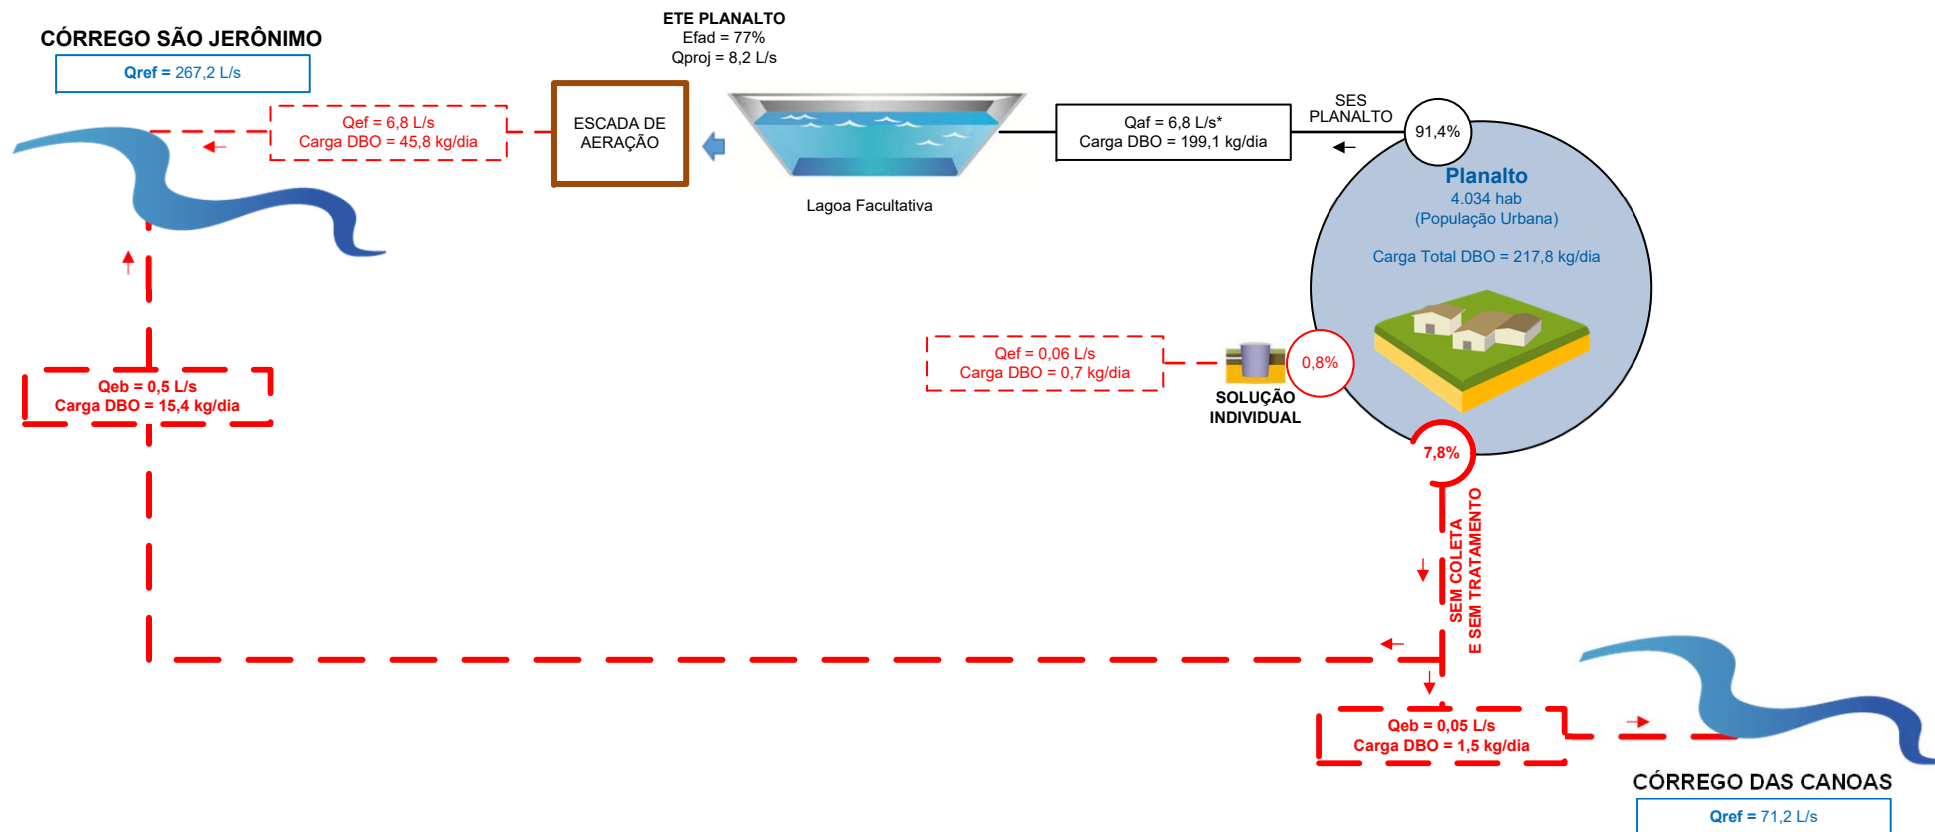 ETE PLANALTO
Efad = 77%
Qproj = 8,2 L/s
CÓRREGO SÃO JERÔNIMO
Qref = 267,2 L/s
Qef = 6,8 L/s
Carga DBO = 45,8 kg/dia
ESCADA DE
AERAÇÃO
Lagoa Facultativa
Qaf = 6,8 L/s*
Carga DBO = 199,1 kg/dia
SES
PLANALTO
91,4%
Planalto
4.034 hab
(População Urbana)
Carga Total DBO = 217,8 kg/dia
Qef = 0,06 L/s
Carga DBO = 0,7 kg/dia
0,8%
SOLUÇÃO
INDIVIDUAL
Qeb = 0,5 L/s
Carga DBO = 15,4 kg/dia
7,8%
SEM COLETA
E SEM TRATAMENTO
Qeb = 0,05 L/s
Carga DBO = 1,5 kg/dia
CÓRREGO DAS CANOAS
Qref = 71,2 L/s